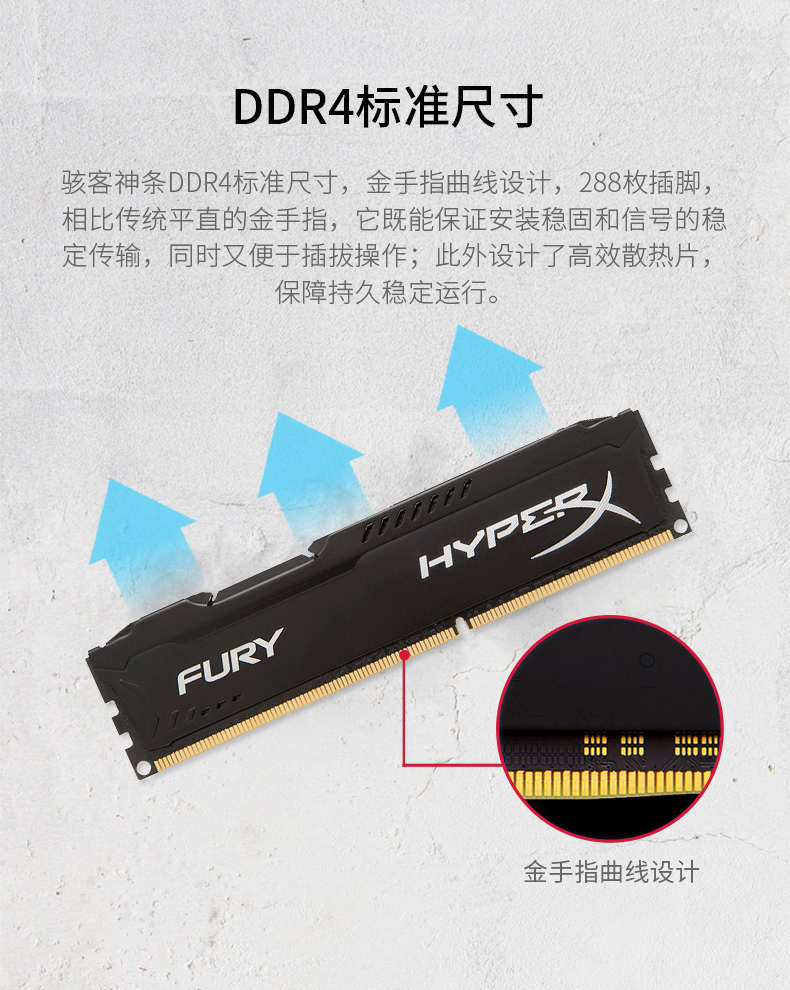 DDR4标准尺寸
骇客神条DDR4标准尺寸，金手指曲线设计，288枚插脚，
相比传统平直的金手指，它既能保证安装稳固和信号的稳
定传输，同时又便于插拔操作；此外设计了高效散热片，
保障持久稳定运行。
HYPERX
FURY
金手指曲线设计